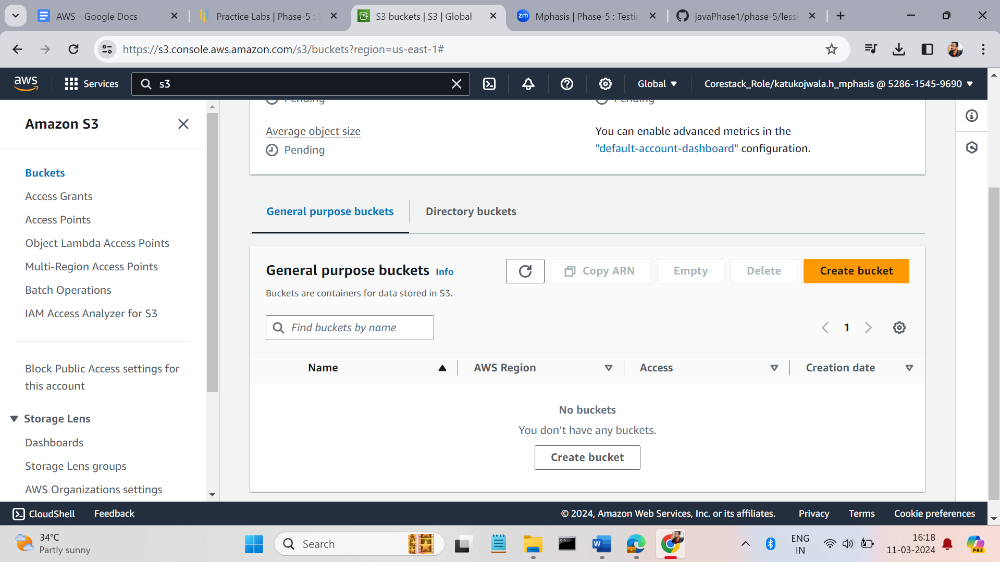 AWS - Google Docs
Practice Labs | Phase-5 : T
S3 buckets | S3 | Global
zm
Mphasis | Phase-5 : Testin
javaPhase1/phase-5/lessi
https://s3.console.aws.amazon.com/s3/buckets?region=us-east-1#
aws
Services
s3
Global
Corestack_Role/katukojwala.h_mphasis @ 5286-1545-9690
Amazon S3
Buckets
Access Grants
Access Points
Object Lambda Access Points
Multi-Region Access Points
Batch Operations
IAM Access Analyzer for S3
Block Public Access settings for
this account
Storage Lens
Dashboards
Storage Lens groups
AWS Organizations settings
Pending
Pending
Average object size
Pending
You can enable advanced metrics in the
"default-account-dashboard" configuration.
General purpose buckets
Directory buckets
General purpose buckets Info
Copy ARN
Empty
Delete
Create bucket
Buckets are containers for data stored in S3.
Find buckets by name
1
Name
AWS Region
Access
Creation date
No buckets
You don't have any buckets.
Create bucket
CloudShell
Feedback
© 2024, Amazon Web Services, Inc. or its affiliates.
Privacy
Terms
Cookie preferences
34°C
Partly sunny
Search
W
ENG
IN
16:18
11-03-2024
PRE